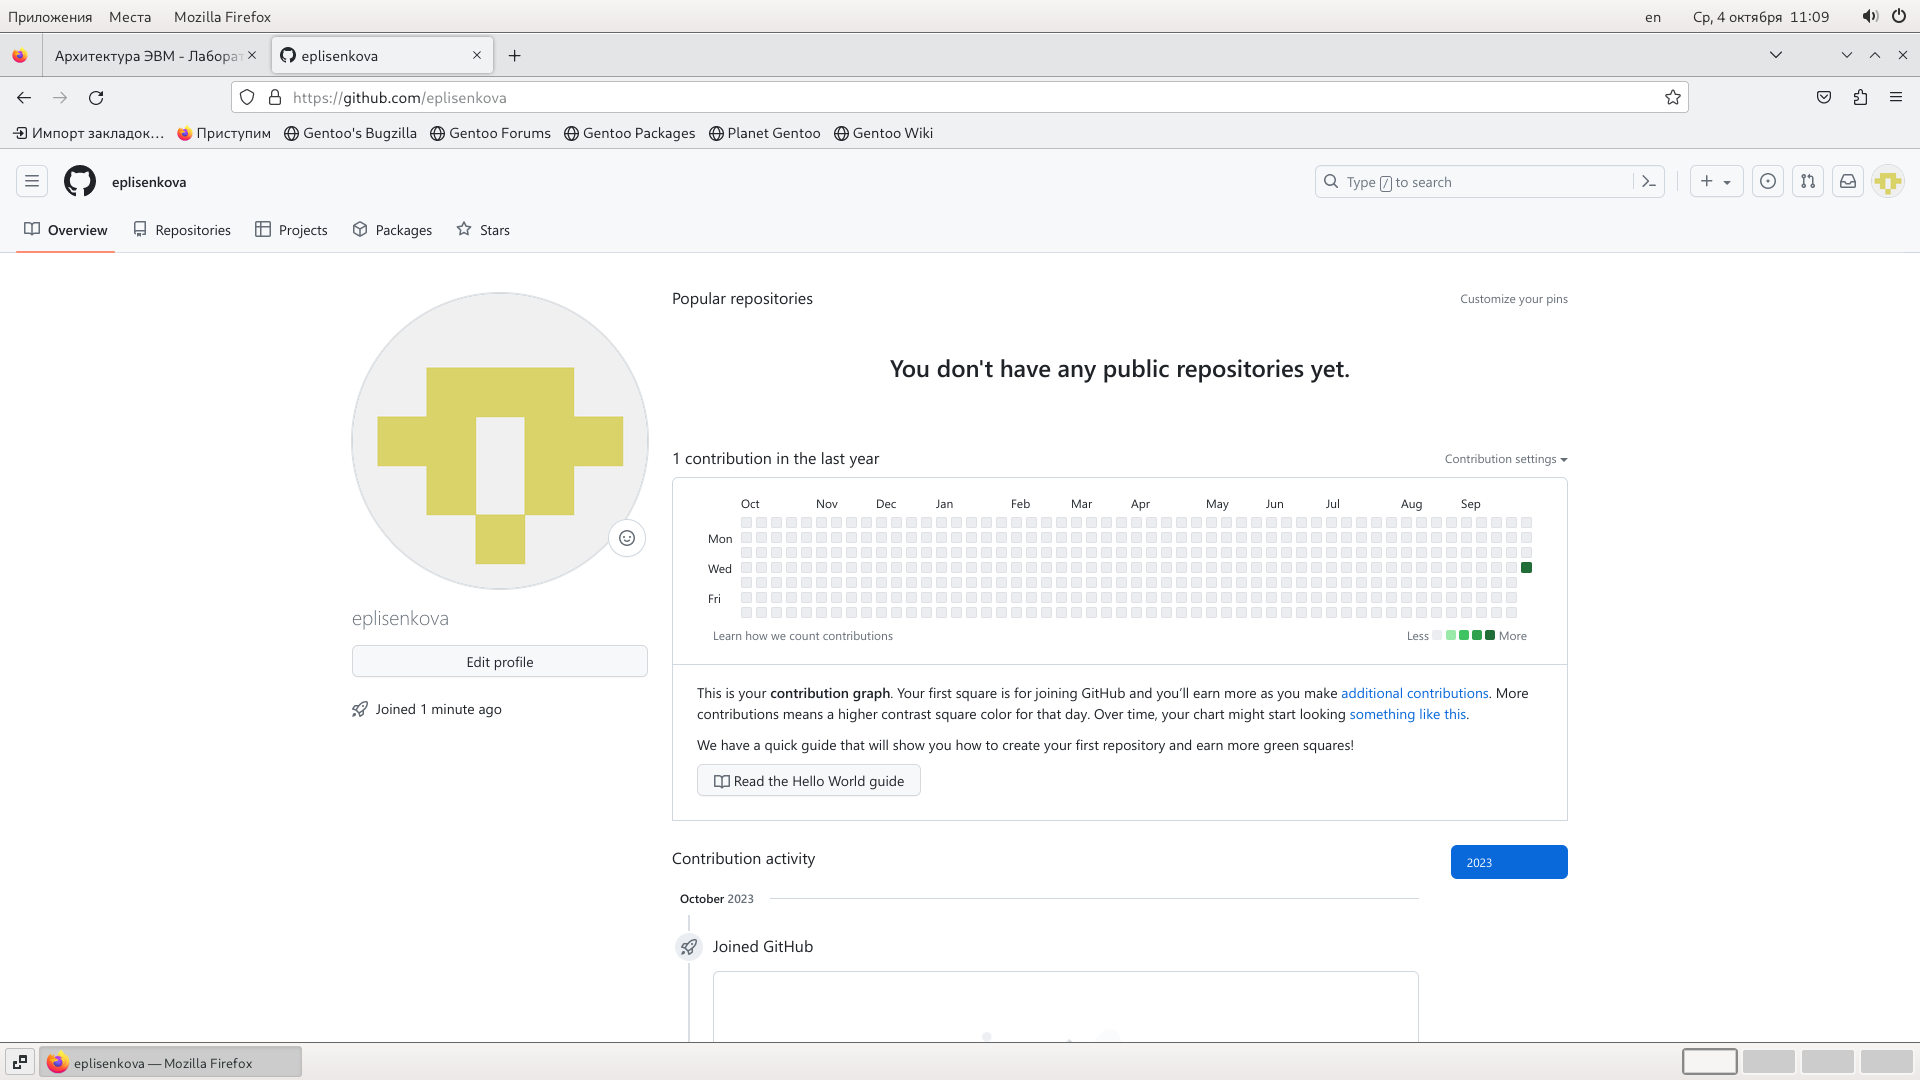 Приложения Места Mozilla Firefox en Ср, 4 октября 11:09
Архитектура ЭВМ - Лаборат eplisenkova
https://github.com/eplisenkova
Импорт закладок… Приступим Gentoo's Bugzilla Gentoo Forums Gentoo Packages Planet Gentoo Gentoo Wiki
eplisenkova Type / to search
Overview Repositories Projects Packages Stars
Popular repositories Customize your pins
You don't have any public repositories yet.
1 contribution in the last year Contribution settings
Oct Nov Dec Jan Feb Mar Apr May Jun Jul Aug Sep
Mon
Wed
Fri
Learn how we count contributions Less More
eplisenkova
Edit profile
Joined 1 minute ago
This is your contribution graph. Your first square is for joining GitHub and you’ll earn more as you make additional contributions. More
contributions means a higher contrast square color for that day. Over time, your chart might start looking something like this.
We have a quick guide that will show you how to create your first repository and earn more green squares!
Read the Hello World guide
Contribution activity 2023
October 2023
Joined GitHub
eplisenkova — Mozilla Firefox